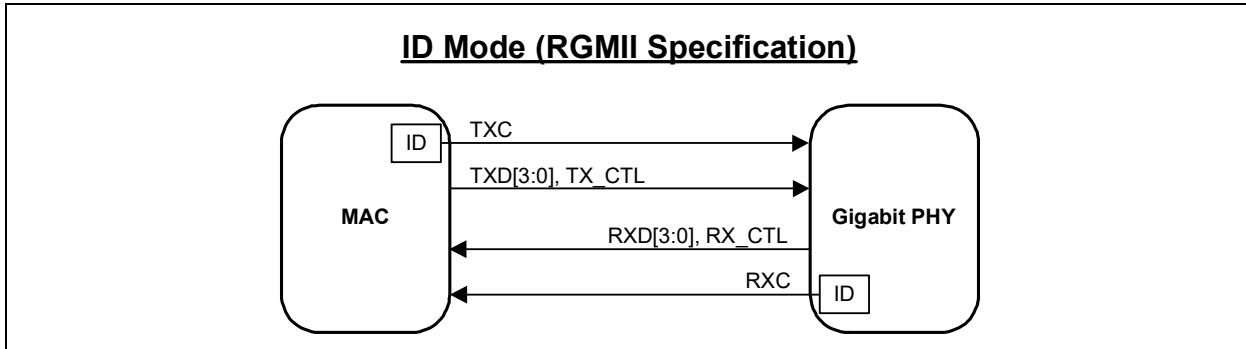 ID Mode (RGMII Specification)
ID
TXC
TXD[3:0], TX_CTL
MAC
Gigabit PHY
RXD[3:0], RX_CTL
RXC
ID